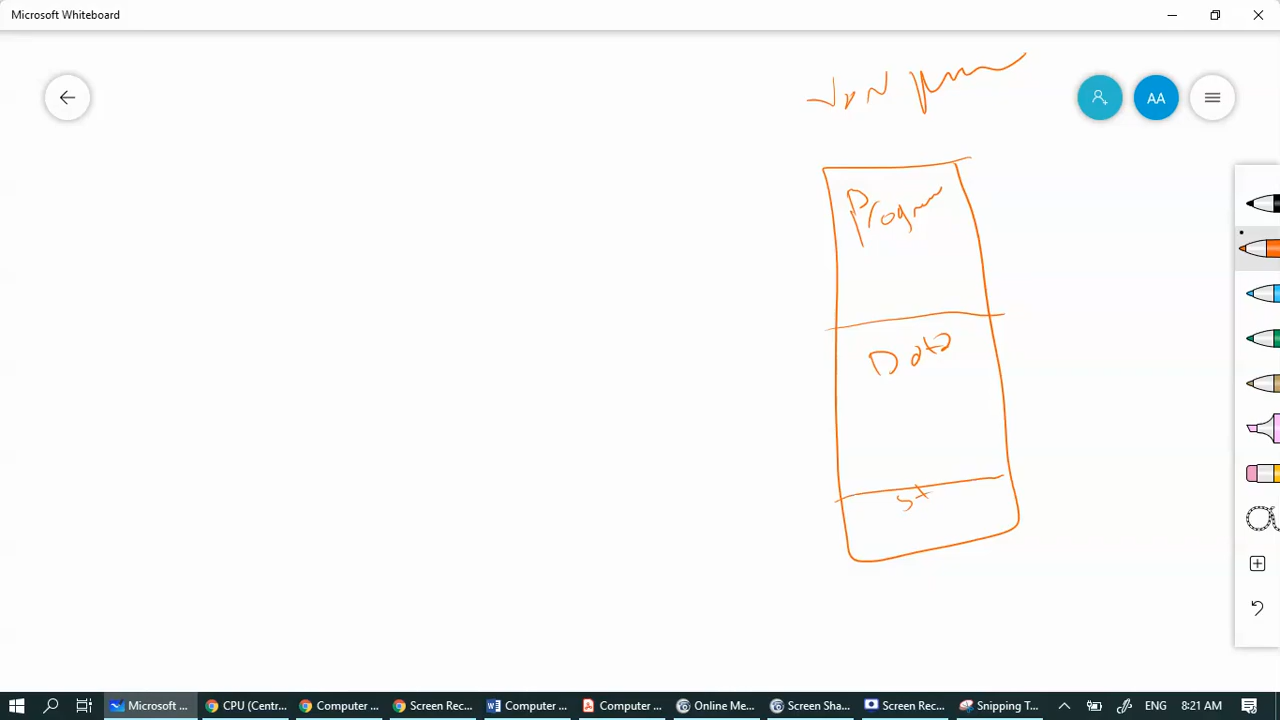 Microsoft Whiteboard
AA
Program
Data
st
Microsoft ...
CPU (Centr...
Computer ...
Screen Rec...
Computer ...
Computer ...
Online Me...
Screen Sha...
Screen Rec...
Snipping T...
ENG
8:21 AM